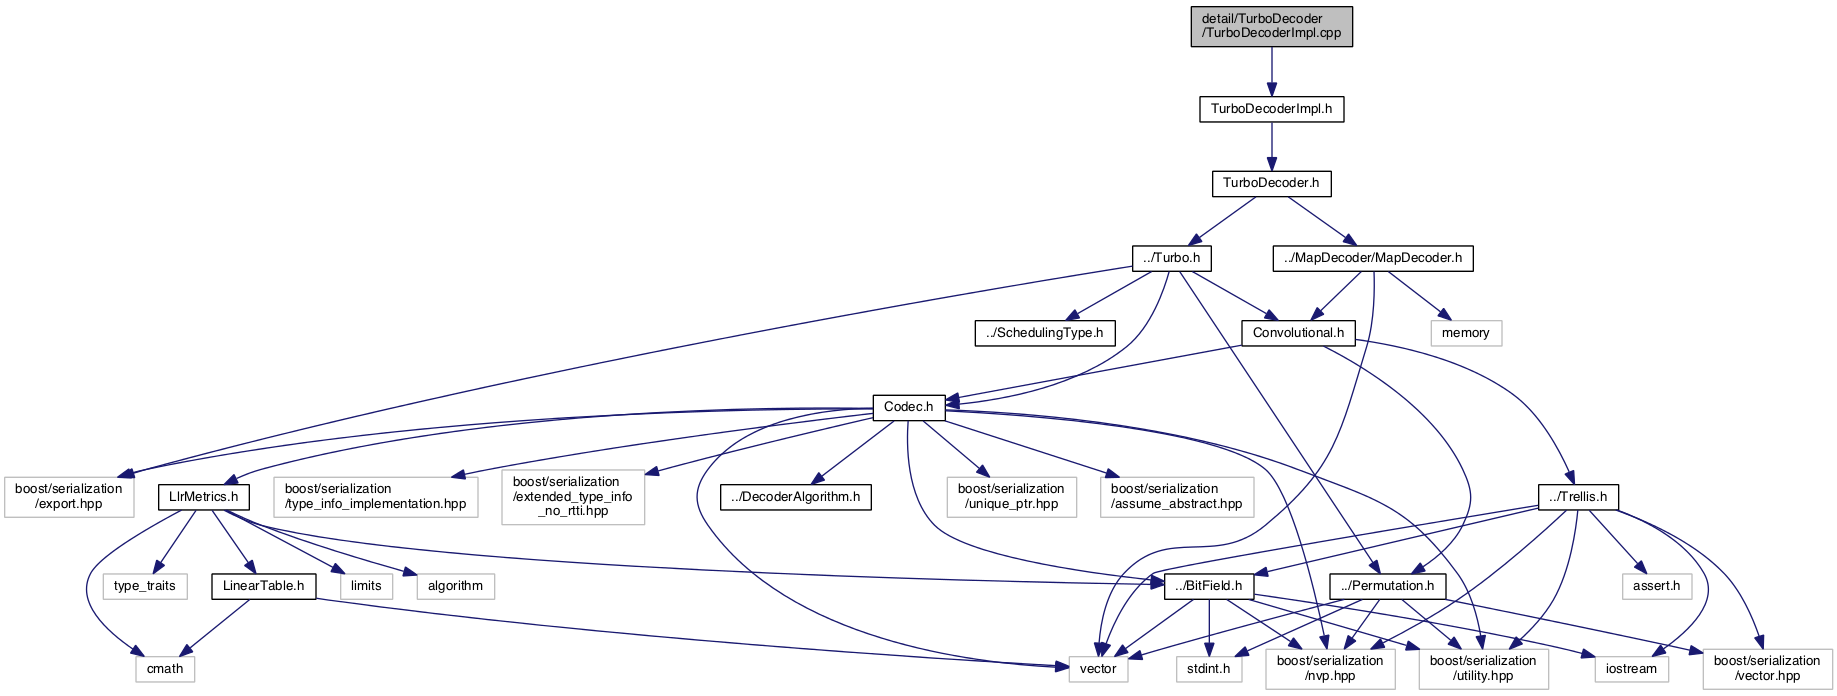 detail/TurboDecoder
/TurboDecoderImpl.cpp
TurboDecoderImpl.h
TurboDecoder.h
../Turbo.h
../MapDecoder/MapDecoder.h
../SchedulingType.h
Convolutional.h
memory
Codec.h
boost/serialization
/export.hpp
LlrMetrics.h
boost/serialization
/type_info_implementation.hpp
boost/serialization
/extended_type_info
_no_rtti.hpp
../DecoderAlgorithm.h
boost/serialization
/unique_ptr.hpp
boost/serialization
/assume_abstract.hpp
../Trellis.h
type_traits
LinearTable.h
limits
algorithm
../BitField.h
../Permutation.h
assert.h
cmath
vector
stdint.h
boost/serialization
/nvp.hpp
boost/serialization
/utility.hpp
iostream
boost/serialization
/vector.hpp